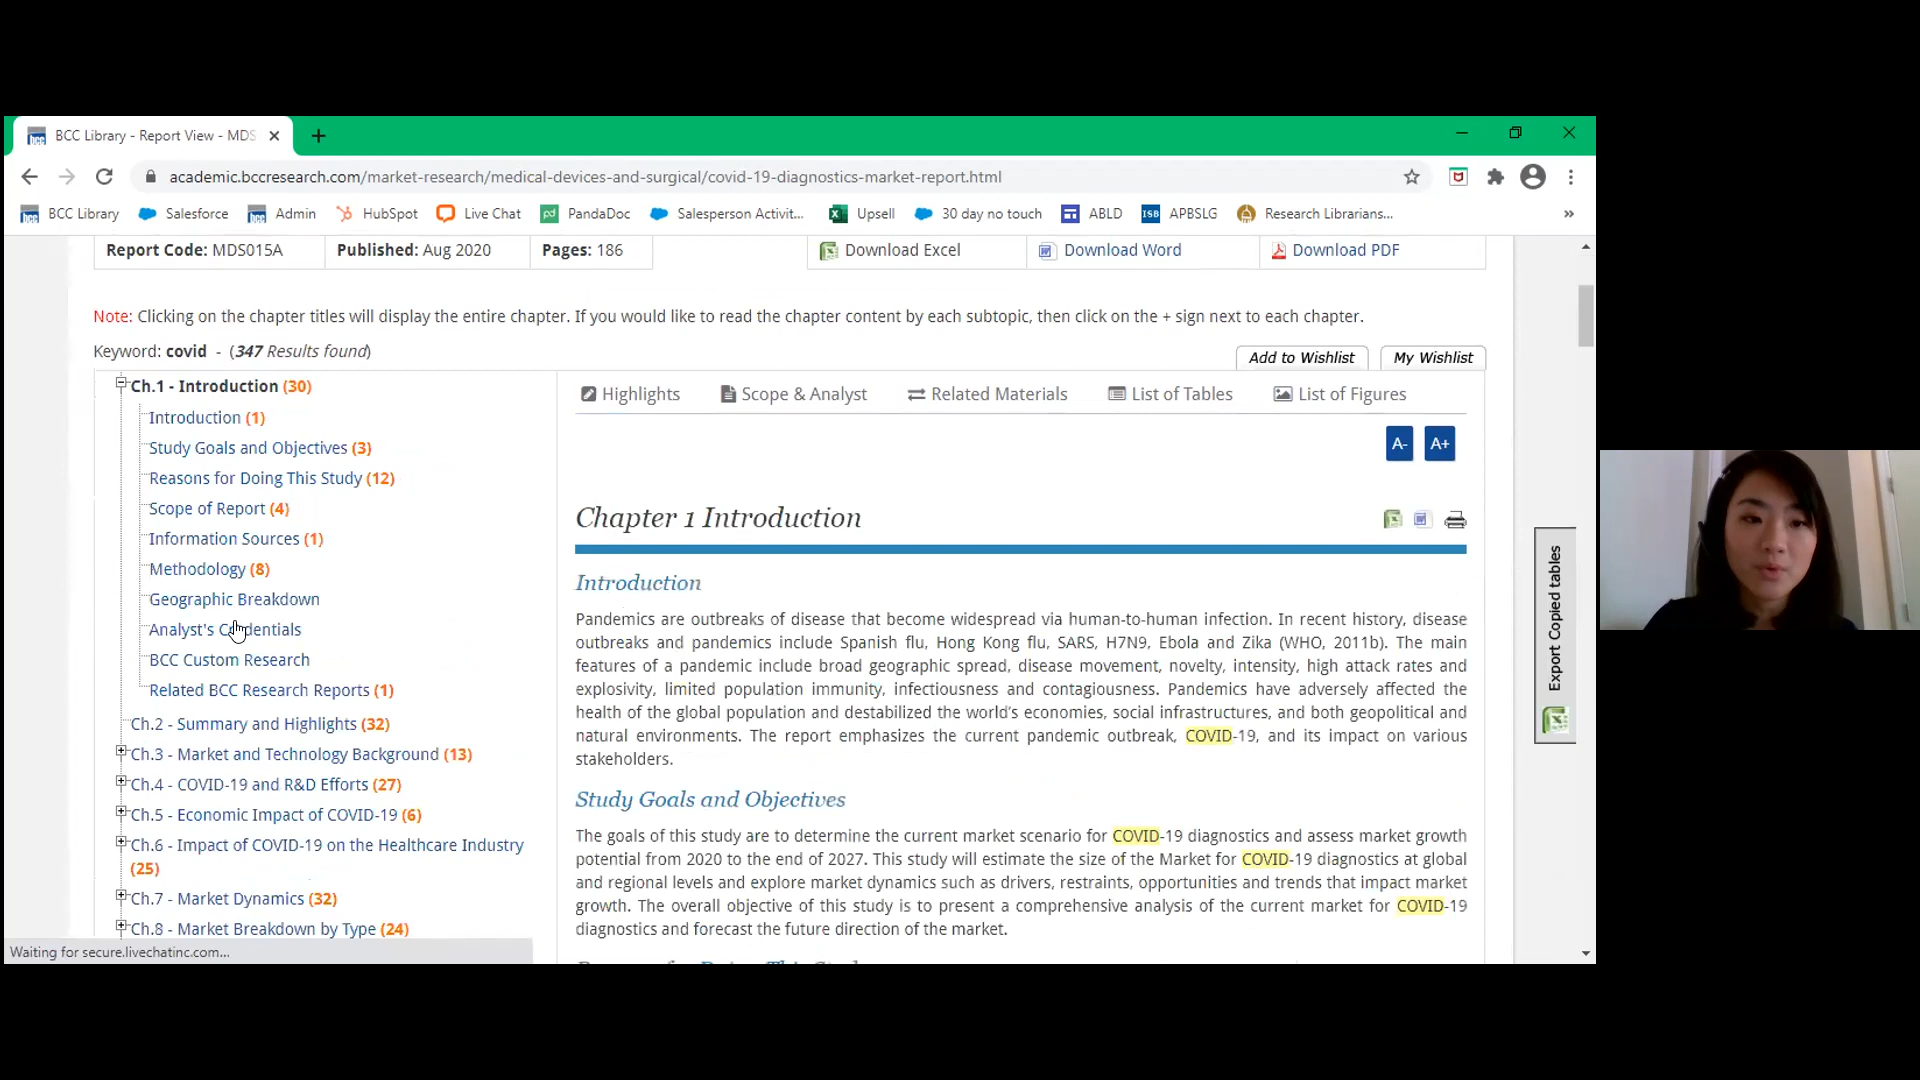 BCC Library - Report View - MDS
academic.bccresearch.com/market-research/medical-devices-and-surgical/covid-19-diagnostics-market-report.html
BCC Library Salesforce Admin HubSpot Live Chat PandaDoc Salesperson Activit... Upsell 30 day no touch ABLD APBSLG Research Librarians... »
Report Code: MDS015A Published: Aug 2020 Pages: 186 Download Excel Download Word Download PDF
Note: Clicking on the chapter titles will display the entire chapter. If you would like to read the chapter content by each subtopic, then click on the + sign next to each chapter.
Keyword: covid - (347 Results found)
Add to Wishlist My Wishlist
Ch.1 - Introduction (30)
Introduction (1)
Study Goals and Objectives (3)
Reasons for Doing This Study (12)
Scope of Report (4)
Information Sources (1)
Methodology (8)
Geographic Breakdown
Analyst's Credentials
BCC Custom Research
Related BCC Research Reports (1)
Ch.2 - Summary and Highlights (32)
Ch.3 - Market and Technology Background (13)
Ch.4 - COVID-19 and R&D Efforts (27)
Ch.5 - Economic Impact of COVID-19 (6)
Ch.6 - Impact of COVID-19 on the Healthcare Industry
(25)
Ch.7 - Market Dynamics (32)
Ch.8 - Market Breakdown by Type (24)
Waiting for secure.livechatinc.com...
Highlights Scope & Analyst Related Materials List of Tables List of Figures
A- A+
Chapter 1 Introduction
Introduction
Pandemics are outbreaks of disease that become widespread via human-to-human infection. In recent history, disease
outbreaks and pandemics include Spanish flu, Hong Kong flu, SARS, H7N9, Ebola and Zika (WHO, 2011b). The main
features of a pandemic include broad geographic spread, disease movement, novelty, intensity, high attack rates and
explosivity, limited population immunity, infectiousness and contagiousness. Pandemics have adversely affected the
health of the global population and destabilized the world's economies, social infrastructures, and both geopolitical and
natural environments. The report emphasizes the current pandemic outbreak, COVID-19, and its impact on various
stakeholders.
Study Goals and Objectives
The goals of this study are to determine the current market scenario for COVID-19 diagnostics and assess market growth
potential from 2020 to the end of 2027. This study will estimate the size of the Market for COVID-19 diagnostics at global
and regional levels and explore market dynamics such as drivers, restraints, opportunities and trends that impact market
growth. The overall objective of this study is to present a comprehensive analysis of the current market for COVID-19
diagnostics and forecast the future direction of the market.
Export Copied tables